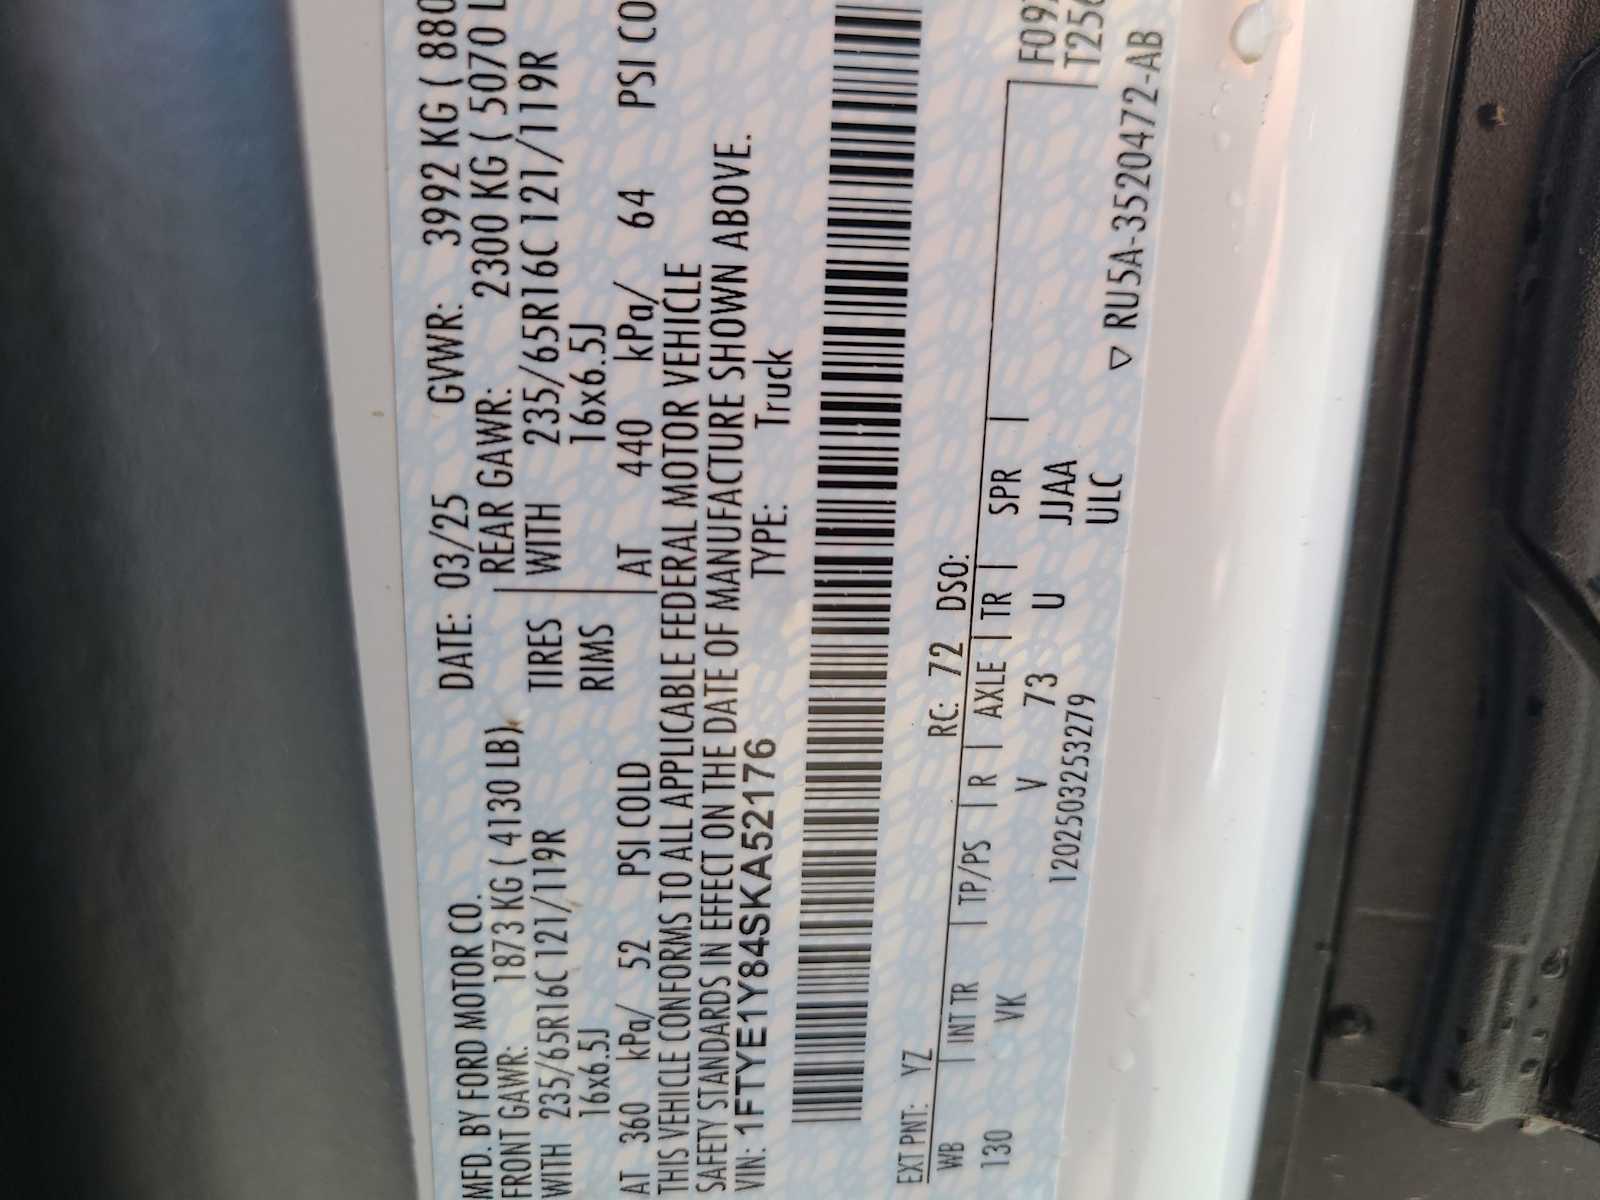 MFD. BY FORD MOTOR CO.
DATE: 03/25 GVWR: 3992 KG ( 880
FRONT GAWR: 1873 KG ( 4130 LB)
REAR GAWR: 2300 KG ( 5070 L
WITH 235/65R16C 121/119R
TIRES WITH 235/65R16C 121/119R
16x6.5J
RIMS 16x6.5J
AT 360 kPa/ 52 PSI COLD
AT 440 kPa/ 64 PSI CO
THIS VEHICLE CONFORMS TO ALL APPLICABLE FEDERAL MOTOR VEHICLE
SAFETY STANDARDS IN EFFECT ON THE DATE OF MANUFACTURE SHOWN ABOVE.
VIN: 1FTYE1Y84SKA52176
TYPE: Truck
EXT PNT: YZ RC: 72 DSO:
WB INT TR TP/PS R AXLE TR SPR
130 VK V 73 U JJAA
1202503253279 ULC
F09
T256
▽ RU5A-3520472-AB